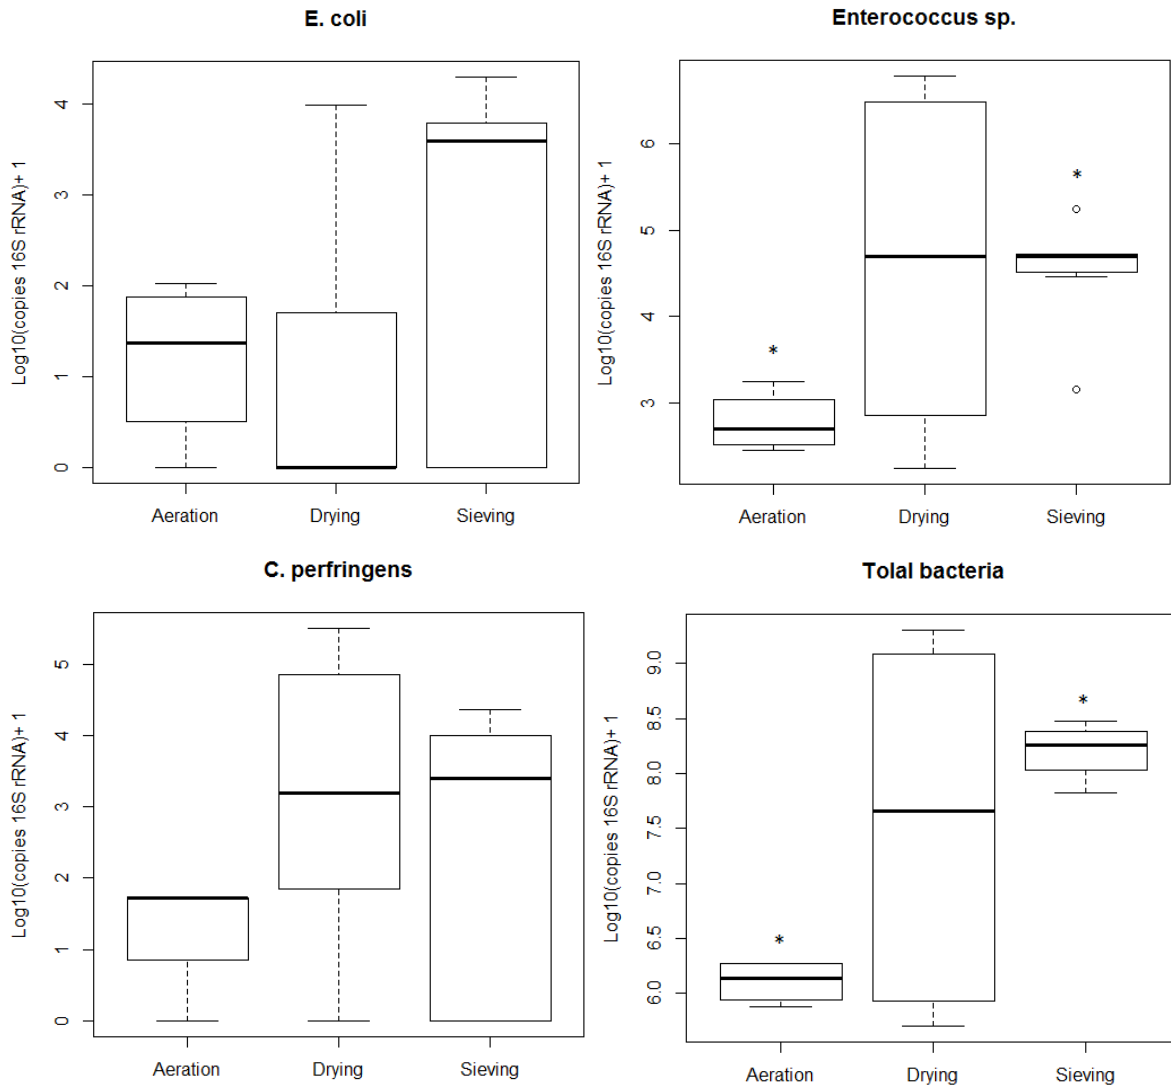 E. coli
Log10(copies 16S rRNA)+ 1
4
3
2
1
0
Aeration Drying Sieving
Enterococcus sp.
Log10(copies 16S rRNA)+ 1
6
5
4
3
*
*
Aeration Drying Sieving
C. perfringens
Log10(copies 16S rRNA)+ 1
5
4
3
2
1
0
Aeration Drying Sieving
Tolal bacteria
Log10(copies 16S rRNA)+ 1
9.0
8.5
8.0
7.5
7.0
6.5
6.0
*
*
Aeration Drying Sieving